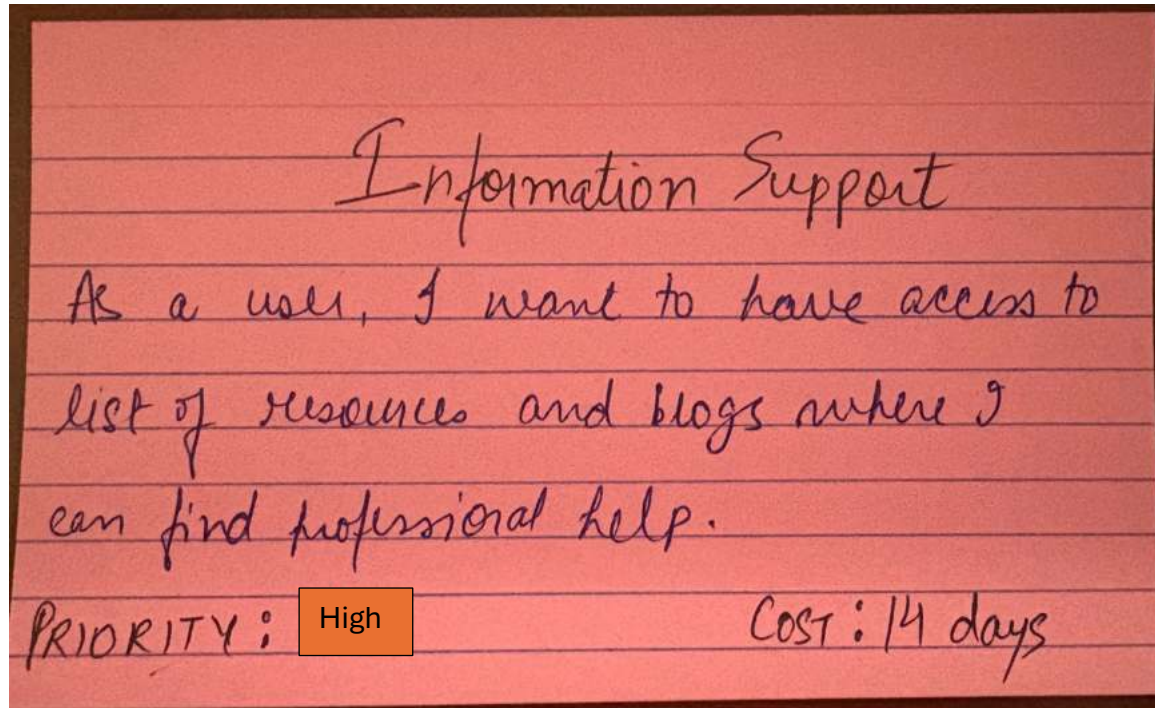 Information Support
As a user, I want to have access to
list of resources and blogs where I
can find professional help.
PRIORITY: High COST: 14 days